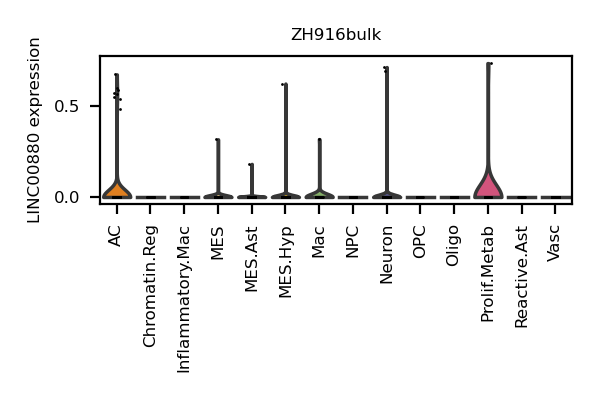 ZH916bulk
LINC00880 expression
0.5
0.0
AC
Chromatin.Reg
Inflammatory.Mac
MES
MES.Ast
MES.Hyp
Mac
NPC
Neuron
OPC
Oligo
Prolif.Metab
Reactive.Ast
Vasc